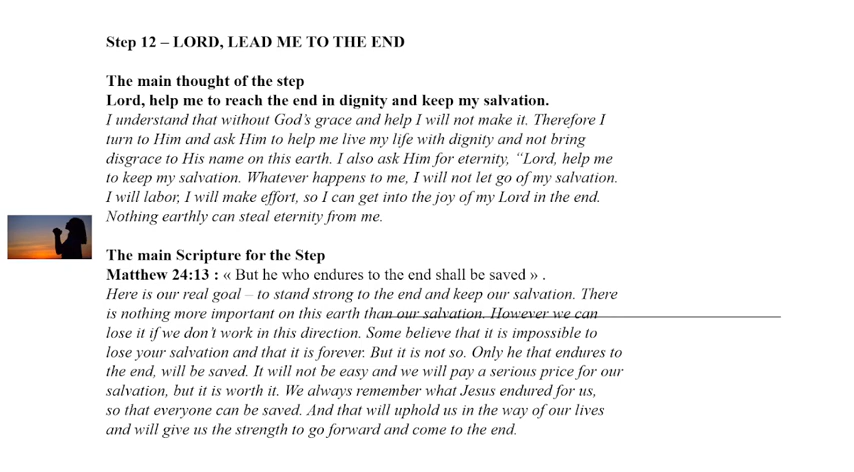 Step 12 – LORD, LEAD ME TO THE END
The main thought of the step
Lord, help me to reach the end in dignity and keep my salvation.
I understand that without God's grace and help I will not make it. Therefore I
turn to Him and ask Him to help me live my life with dignity and not bring
disgrace to His name on this earth. I also ask Him for eternity, “Lord, help me
to keep my salvation. Whatever happens to me, I will not let go of my salvation.
I will labor, I will make effort, so I can get into the joy of my Lord in the end.
Nothing earthly can steal eternity from me.
The main Scripture for the Step
Matthew 24:13 : « But he who endures to the end shall be saved » .
Here is our real goal – to stand strong to the end and keep our salvation. There
is nothing more important on this earth than our salvation. However we can
lose it if we don't work in this direction. Some believe that it is impossible to
lose your salvation and that it is forever. But it is not so. Only he that endures to
the end, will be saved. It will not be easy and we will pay a serious price for our
salvation, but it is worth it. We always remember what Jesus endured for us,
so that everyone can be saved. And that will uphold us in the way of our lives
and will give us the strength to go forward and come to the end.